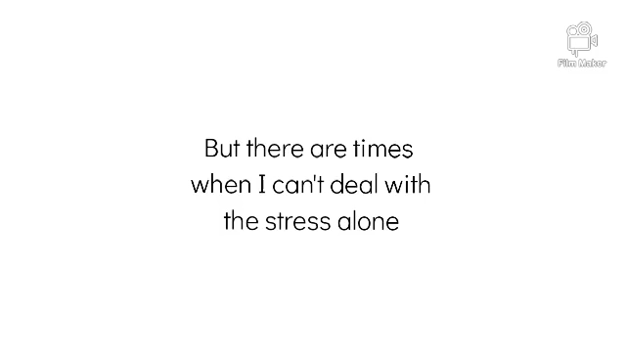 Film Maker
But there are times
when I can't deal with
the stress alone